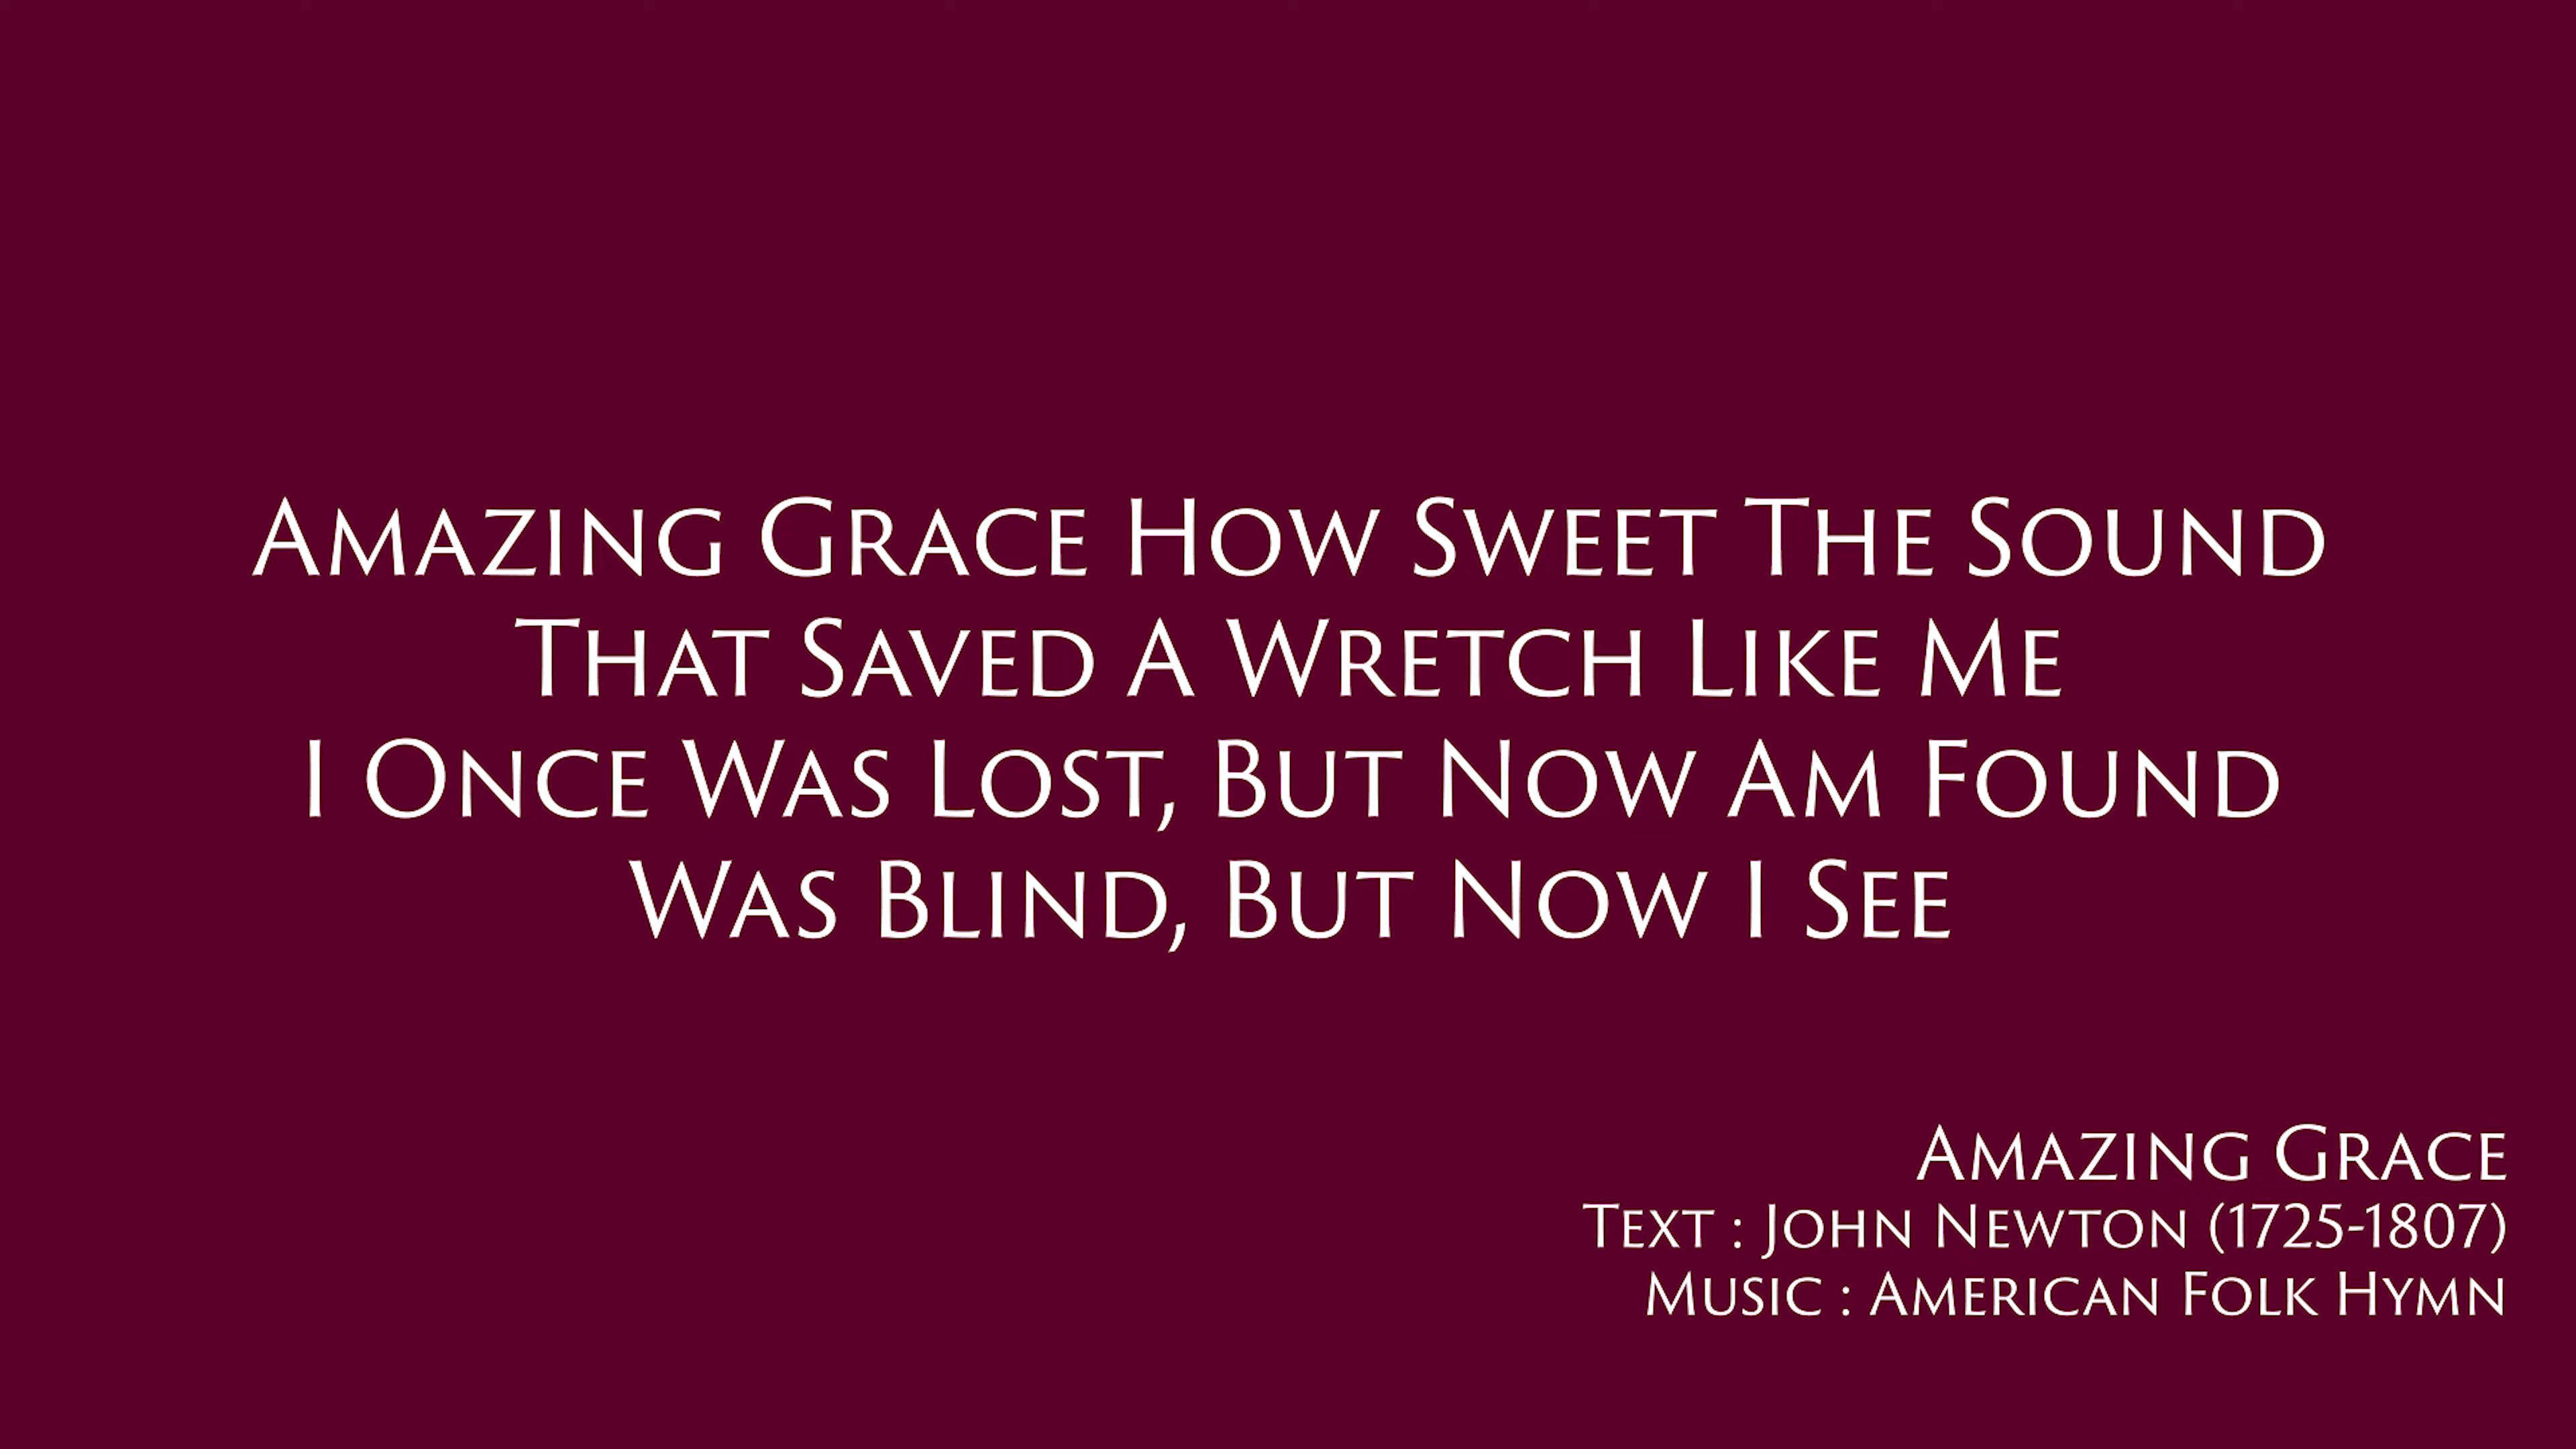 Amazing Grace How Sweet The Sound
That Saved A Wretch Like Me
I Once Was Lost, But Now Am Found
Was Blind, But Now I See
Amazing Grace
Text : John Newton (1725-1807)
Music : American Folk Hymn